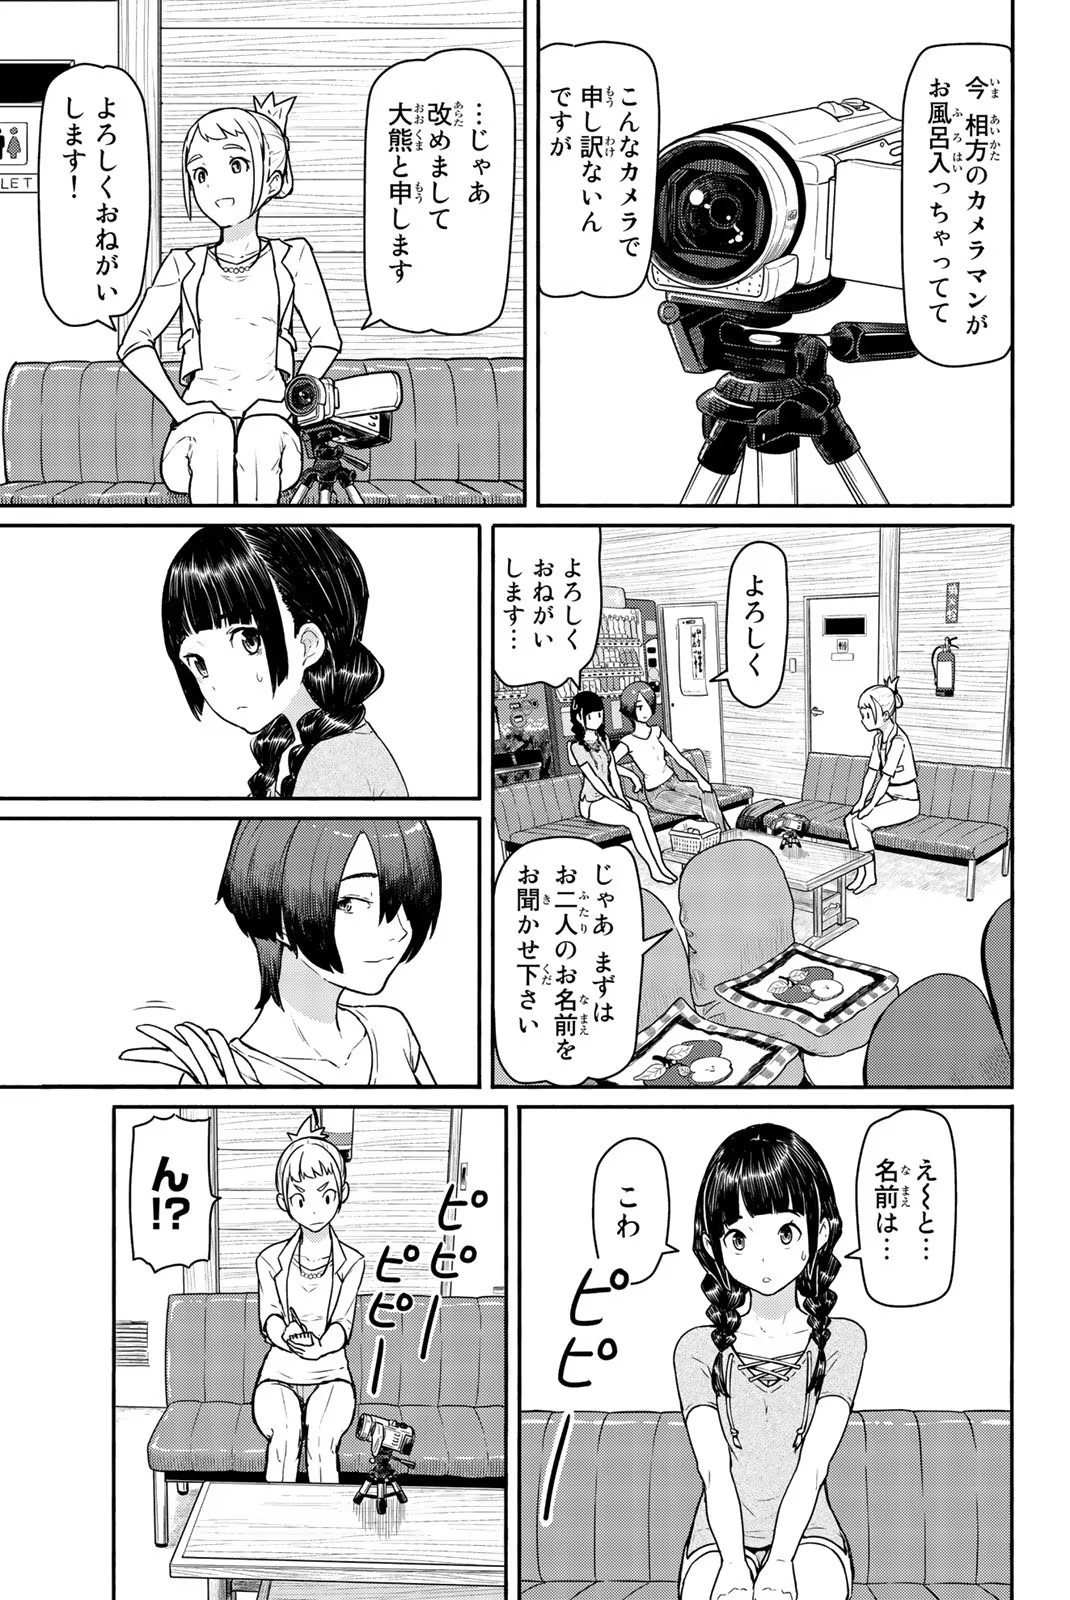 今 相方のカメラマンが
お風呂入っちゃってて
こんなカメラで
申し訳ないん
ですが
…じゃあ
改めまして
大熊と申します
よろしくおねがい
します!
よろしく
よろしく
おねがい
します…
じゃあ まずは
お二人のお名前を
お聞かせ下さい
え〜と…
名前は…
こわ
ピピー
ピピー
ピピー
ん!?